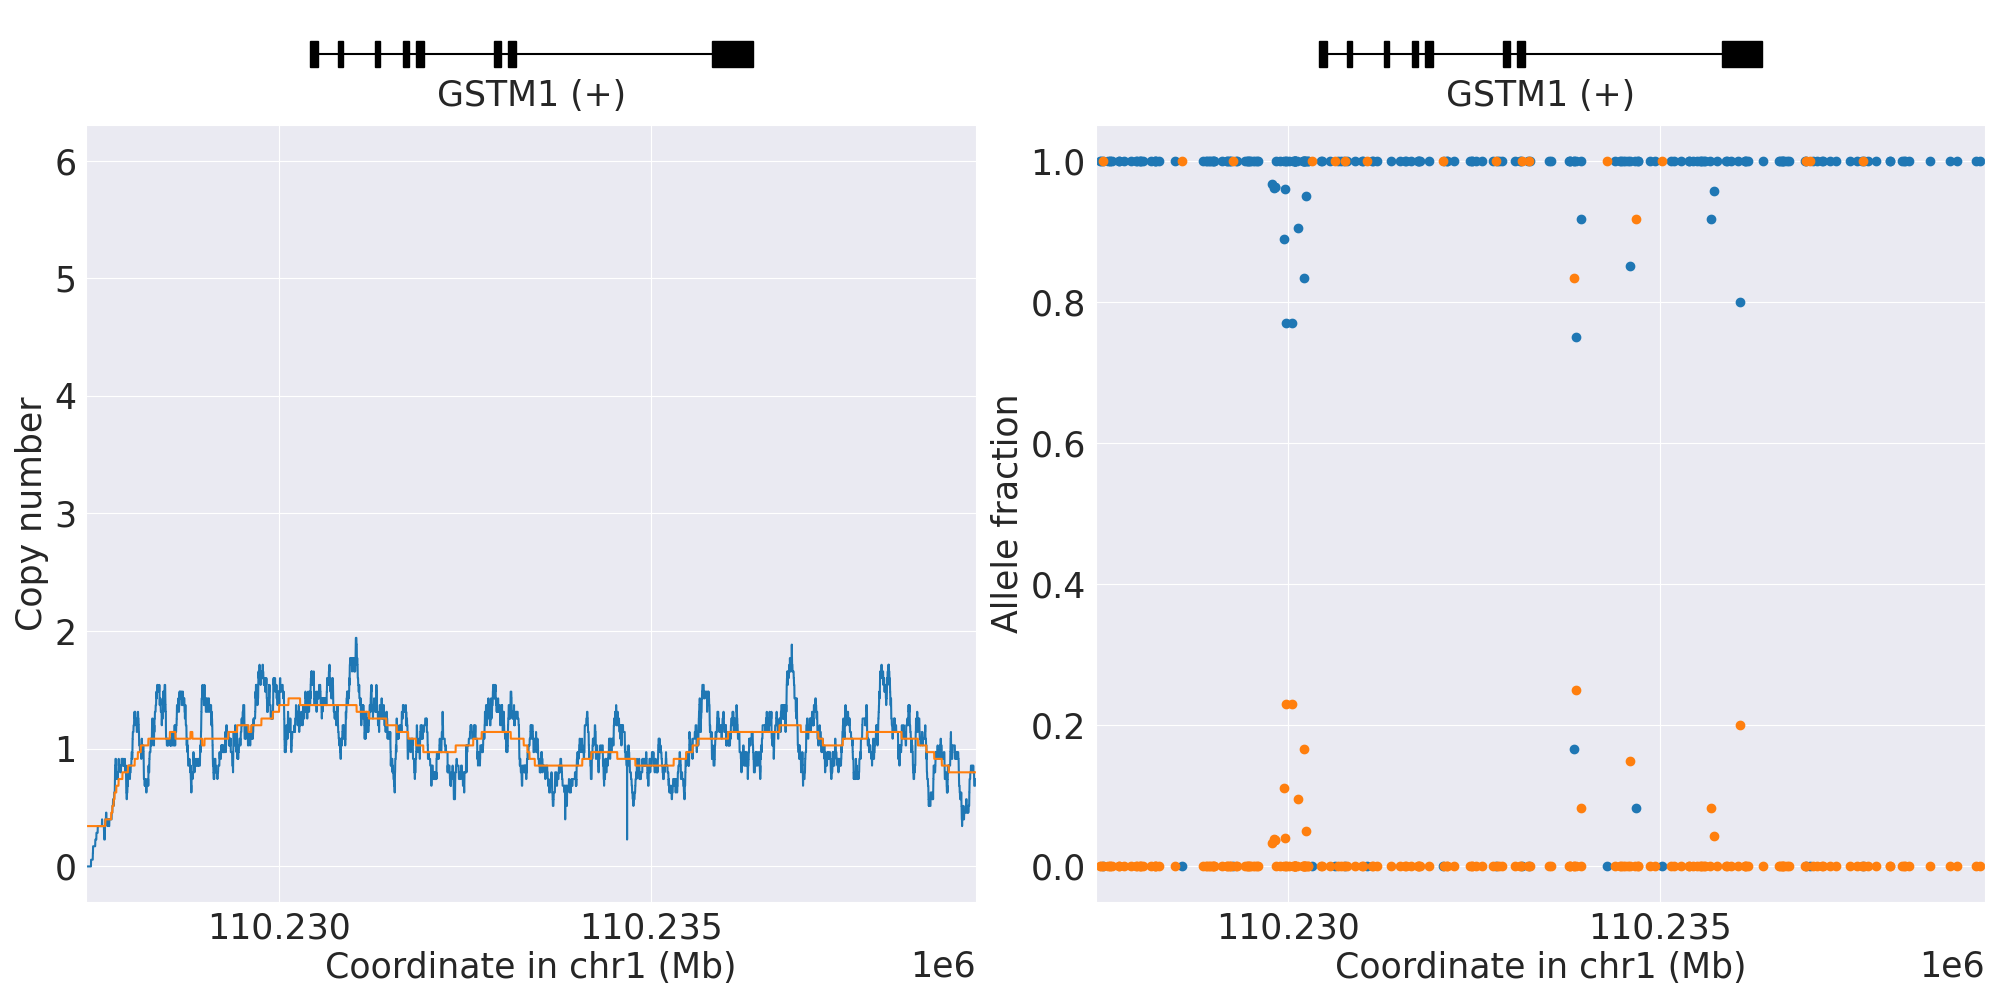 GSTM1 (+)
6
5
4
3
2
1
0
Copy number
110.230
110.235
Coordinate in chr1 (Mb)
1e6
GSTM1 (+)
1.0
0.8
0.6
0.4
0.2
0.0
Allele fraction
110.230
110.235
Coordinate in chr1 (Mb)
1e6